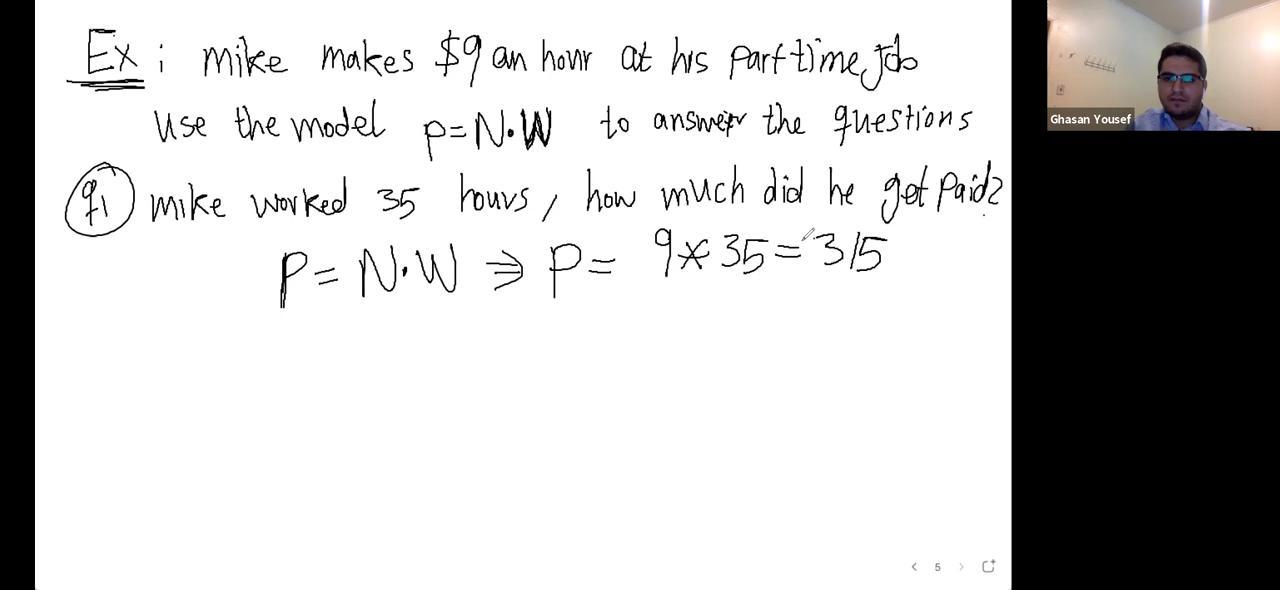 Ex : mike makes $9 an hour at his part time Job
Use the model P=N·W to answer the questions
q1 mike worked 35 hours, how much did he get paid?
P = N·W ⇒ P = 9 * 35 = 315
Ghasan Yousef
< 5 >